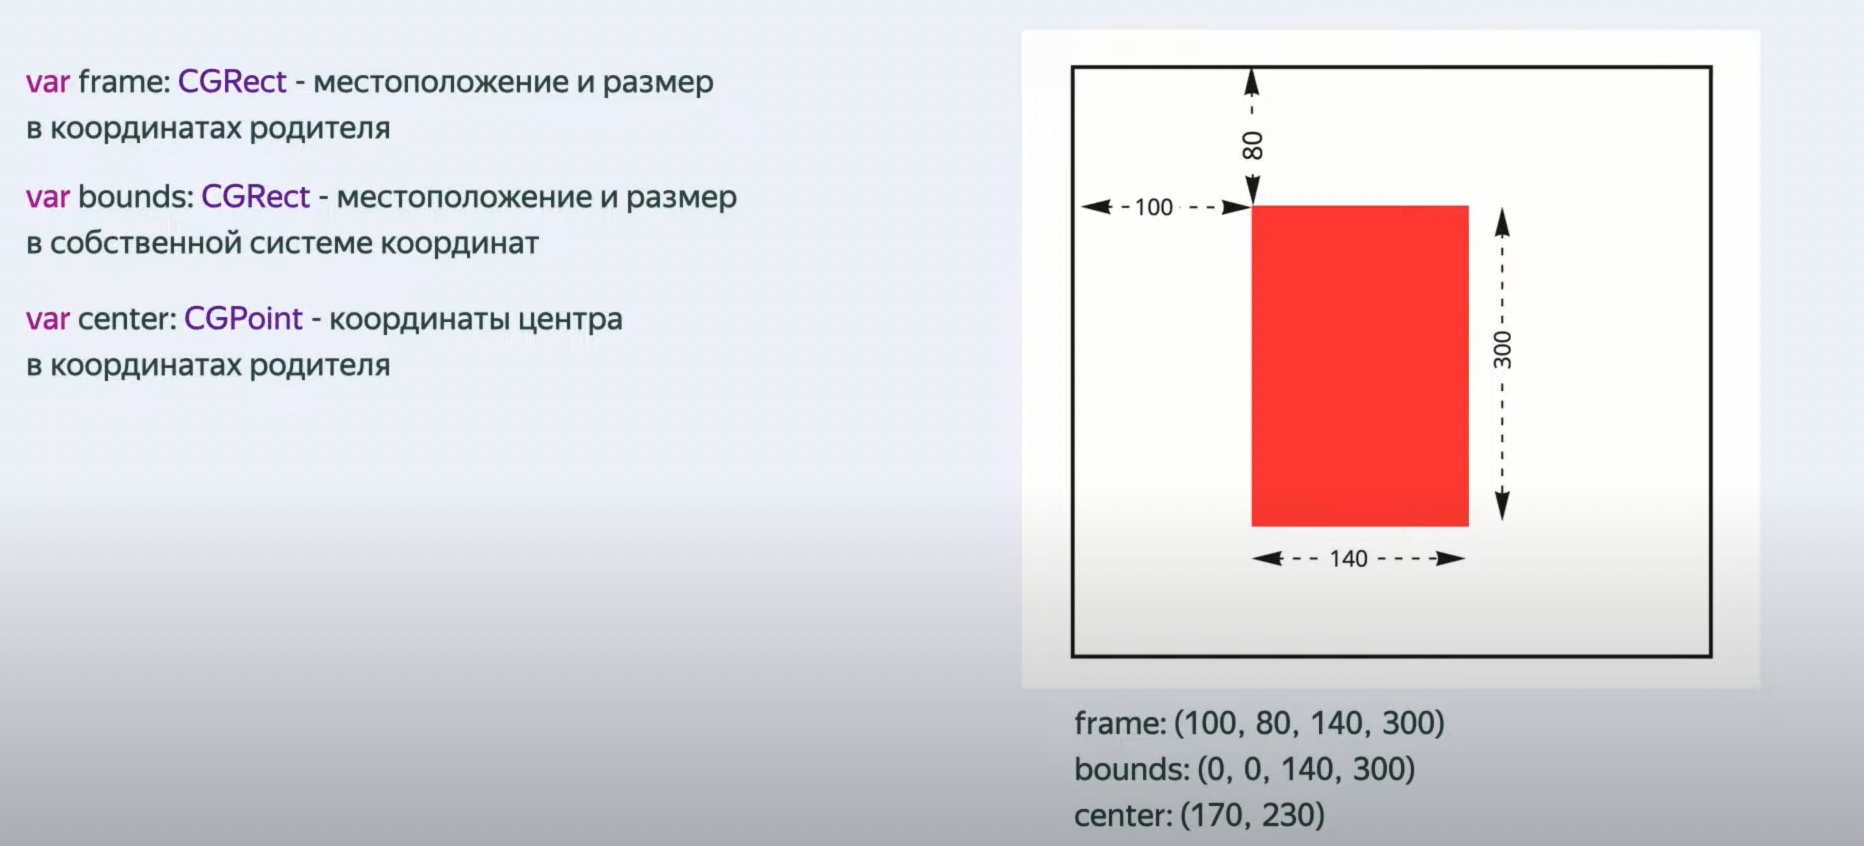 var frame: CGRect - местоположение и размер
в координатах родителя
var bounds: CGRect - местоположение и размер
в собственной системе координат
var center: CGPoint - координаты центра
в координатах родителя
80
100
300
140
frame: (100, 80, 140, 300)
bounds: (0, 0, 140, 300)
center: (170, 230)